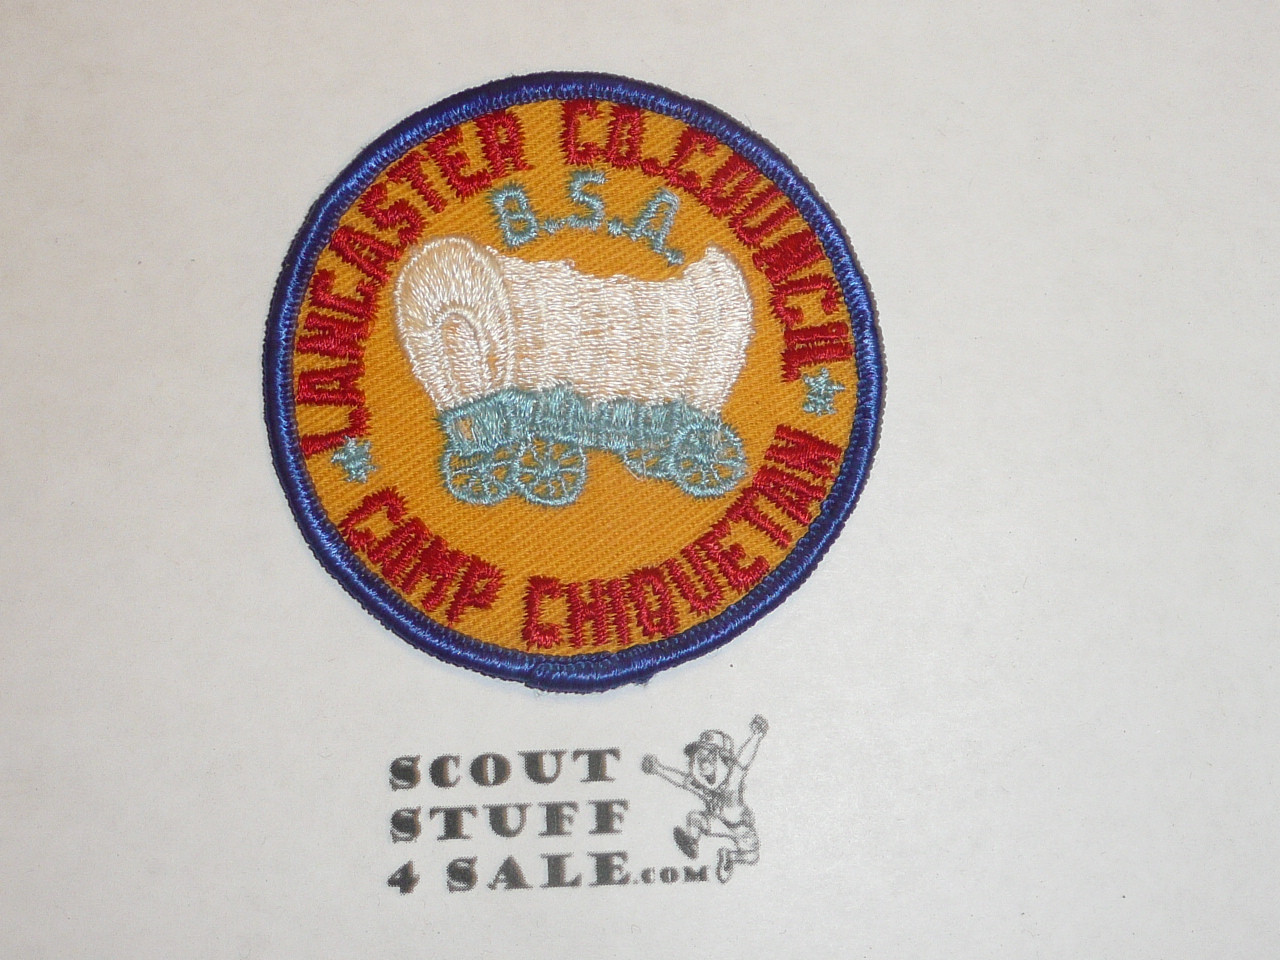 LANCASTER CO. COUNCIL
B.S.A.
CAMP CHIQUETAN
SCOUT
STUFF
4 SALE.COM